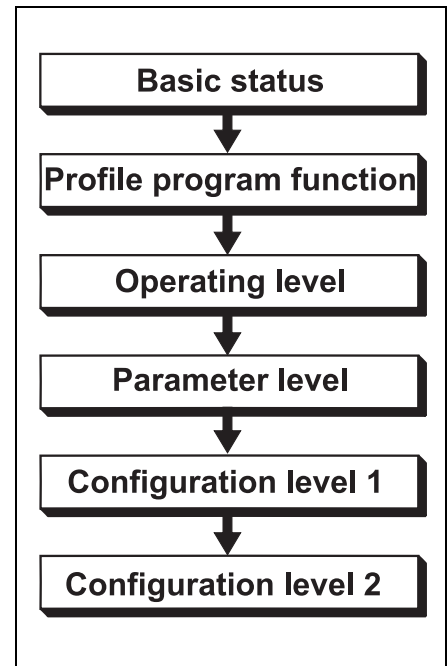 Basic status
Profile program function
Operating level
Parameter level
Configuration level 1
Configuration level 2